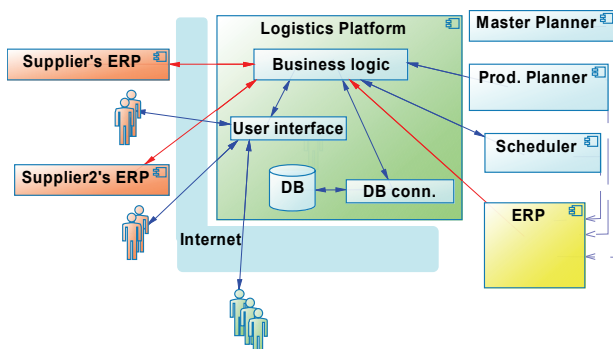 Logistics Platform
Master Planner
Supplier's ERP
Business logic
Prod. Planner
User interface
Scheduler
Supplier2's ERP
DB
DB conn.
ERP
Internet